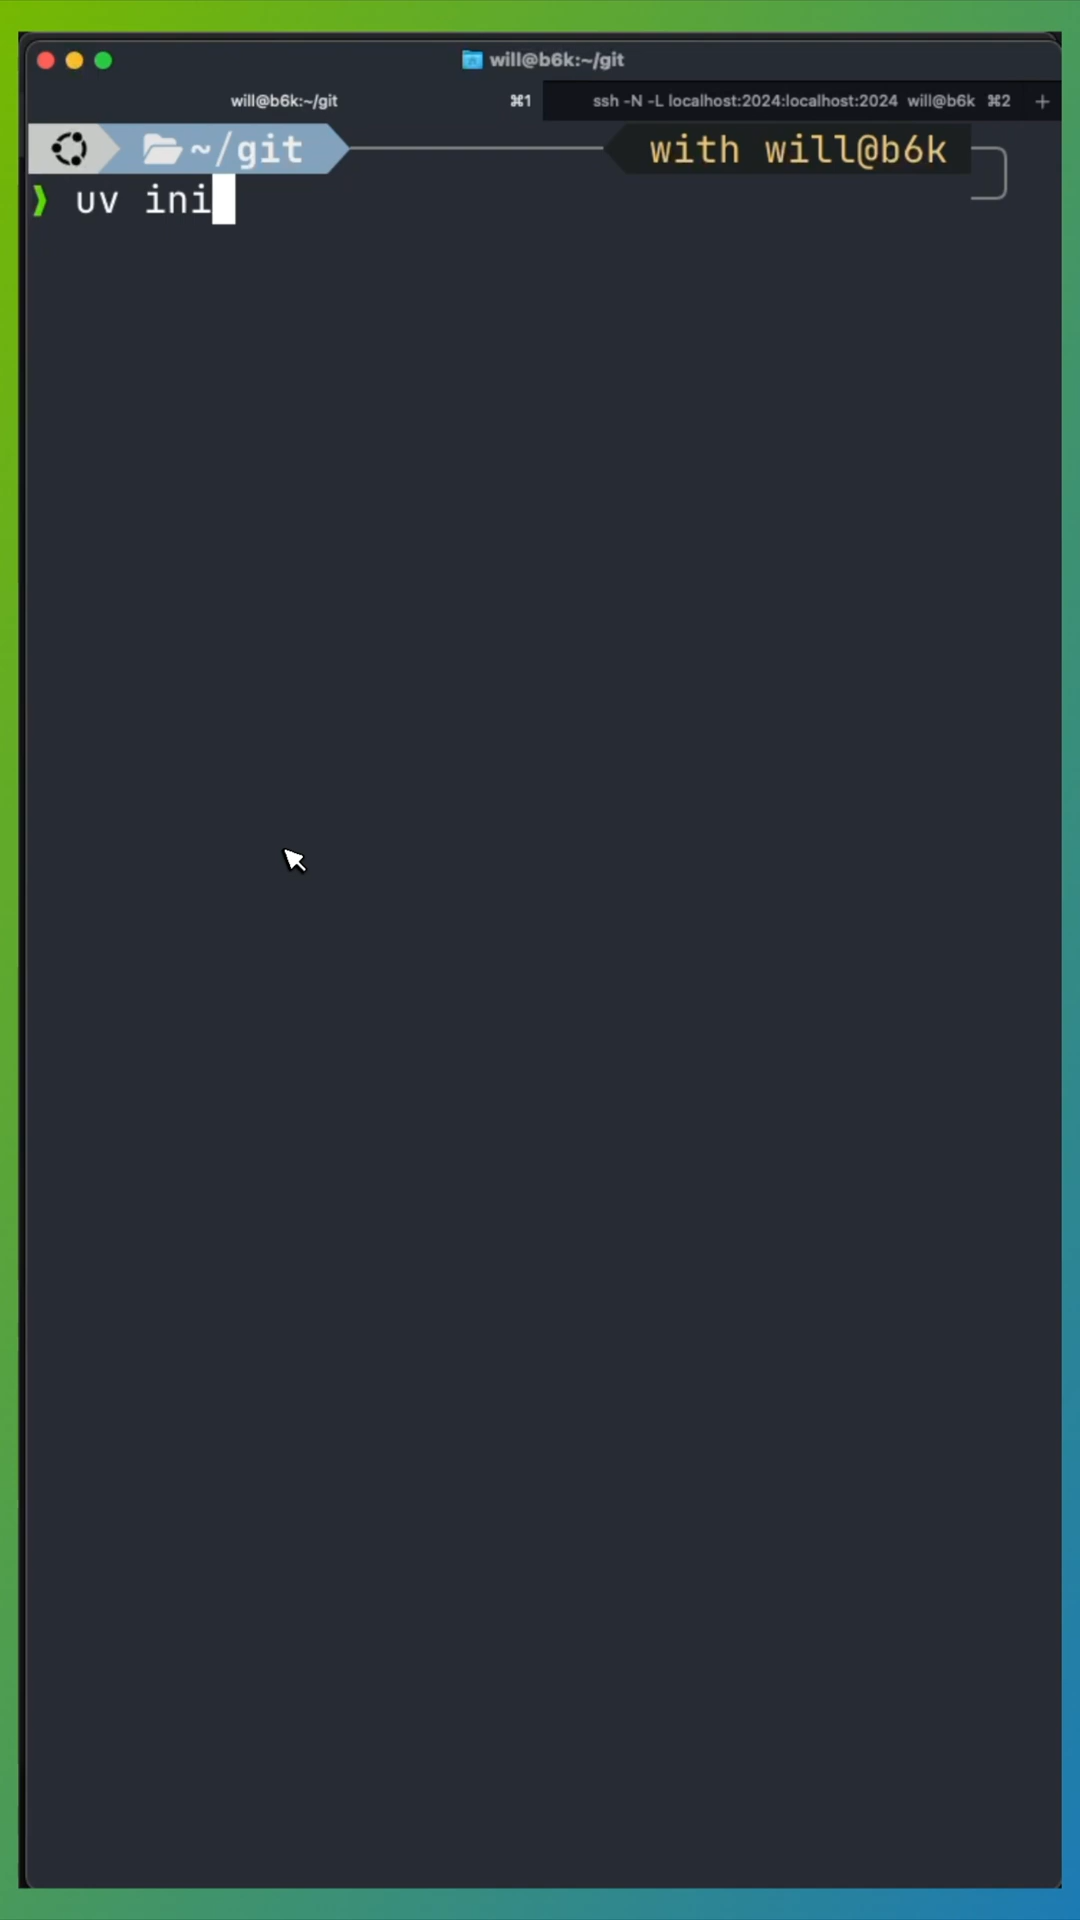 will@b6k:~/git
will@b6k:~/git ⌘1 ssh -N -L localhost:2024:localhost:2024 will@b6k ⌘2 +
~/git with will@b6k
❯ uv ini